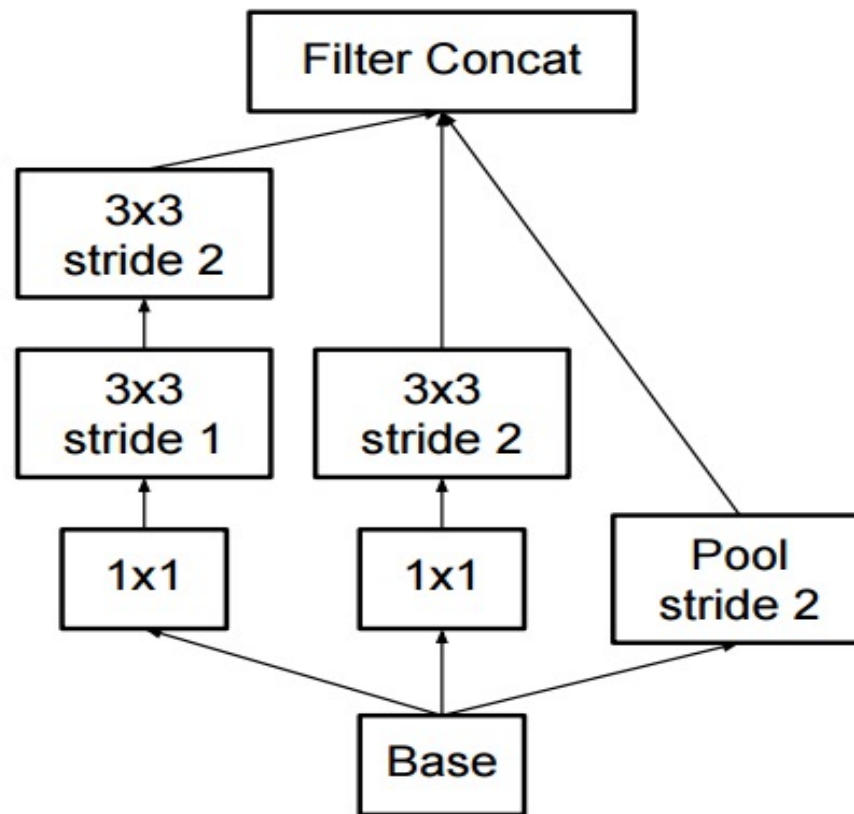 Filter Concat
3x3
stride 2
3x3
stride 1
3x3
stride 2
1x1
1x1
Pool
stride 2
Base